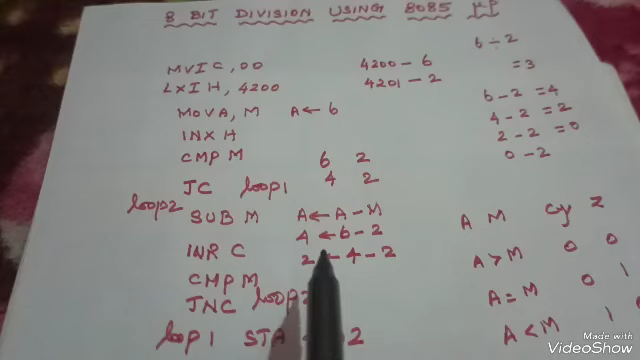 8 BIT DIVISION USING 8085 μP
MVI C, 00 4200 - 6 6 ÷ 2
LXI H, 4200 4201 - 2 = 3
MOV A, M A ← 6 6 - 2 = 4
INX H 4 - 2 = 2
CMP M 6 2 2 - 2 = 0
JC loop1 4 2 0 - 2
loop2 SUB M A ← A - M A M CY Z
4 ← 6 - 2
INR C 2 ← 4 - 2 A > M 0 0
CMP M A = M 0 1
JNC loop2
loop1 STA 2 A < M 1
Made with
VideoShow